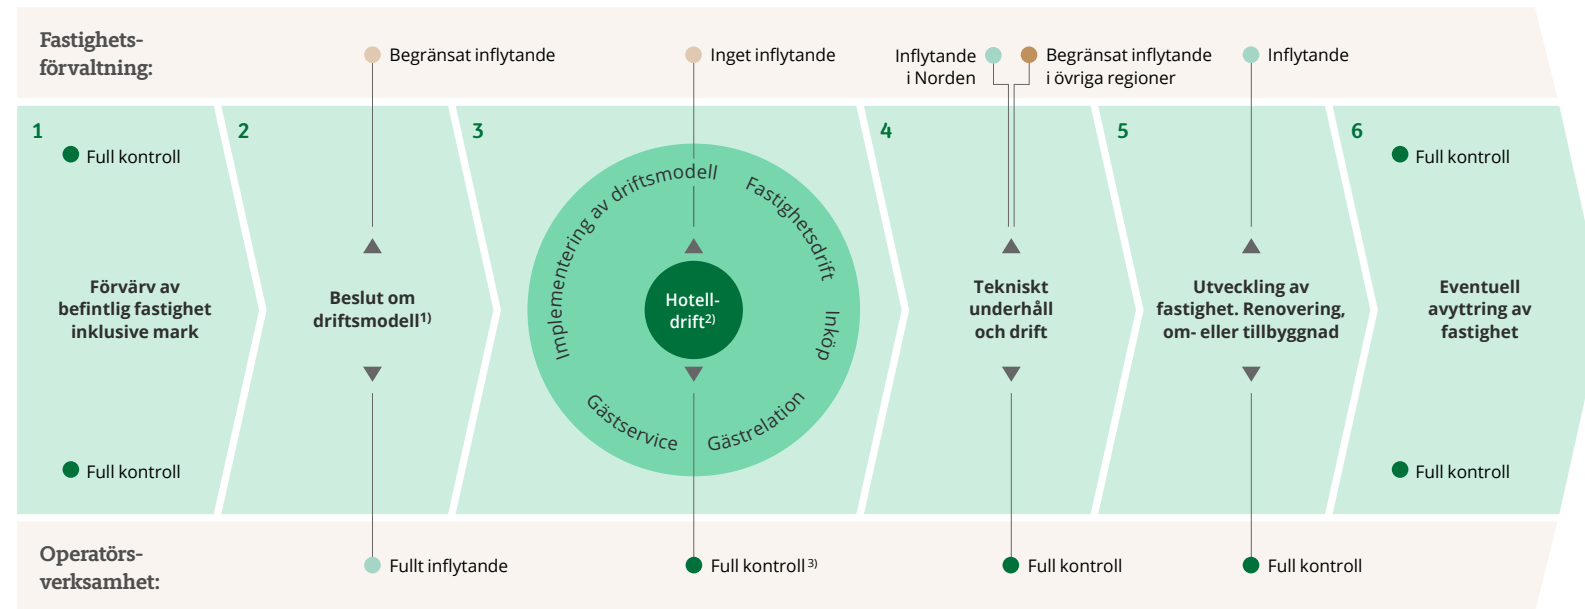 Fastighets-
förvaltning:
Begränsat inflytande
Inget inflytande
Inflytande
i Norden
Begränsat inflytande
i övriga regioner
Inflytande
1
Full kontroll
Förvärv av
befintlig fastighet
inklusive mark
Full kontroll
2
Beslut om
driftsmodell1)
3
Implementering av driftsmodell
Fastighetsdrift
Inköp
Gästrelation
Gästservice
Hotell-
drift2)
4
Tekniskt
underhåll
och drift
5
Utveckling av
fastighet. Renovering,
om- eller tillbyggnad
6
Full kontroll
Eventuell
avyttring av
fastighet
Full kontroll
Operatörs-
verksamhet:
Fullt inflytande
Full kontroll 3)
Full kontroll
Full kontroll